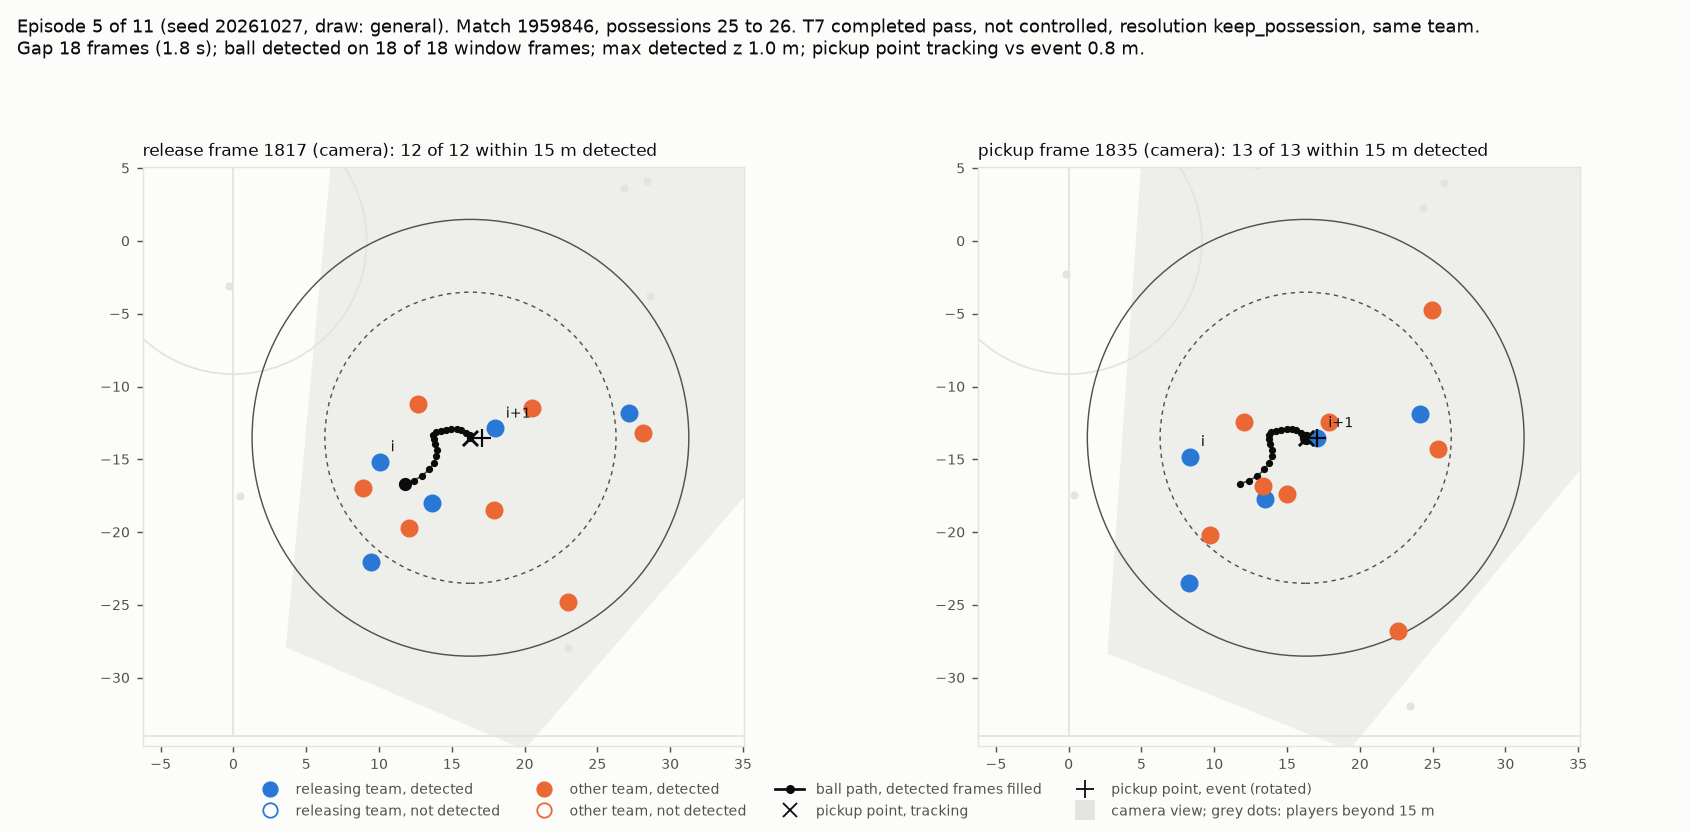 Episode 5 of 11 (seed 20261027, draw: general). Match 1959846, possessions 25 to 26. T7 completed pass, not controlled, resolution keep_possession, same team.
Gap 18 frames (1.8 s); ball detected on 18 of 18 window frames; max detected z 1.0 m; pickup point tracking vs event 0.8 m.
release frame 1817 (camera): 12 of 12 within 15 m detected
5
0
−5
−10
−15
−20
−25
−30
−5 0 5 10 15 20 25 30 35
i
i+1
pickup frame 1835 (camera): 13 of 13 within 15 m detected
5
0
−5
−10
−15
−20
−25
−30
−5 0 5 10 15 20 25 30 35
i
i+1
releasing team, detected
releasing team, not detected
other team, detected
other team, not detected
ball path, detected frames filled
pickup point, tracking
pickup point, event (rotated)
camera view; grey dots: players beyond 15 m